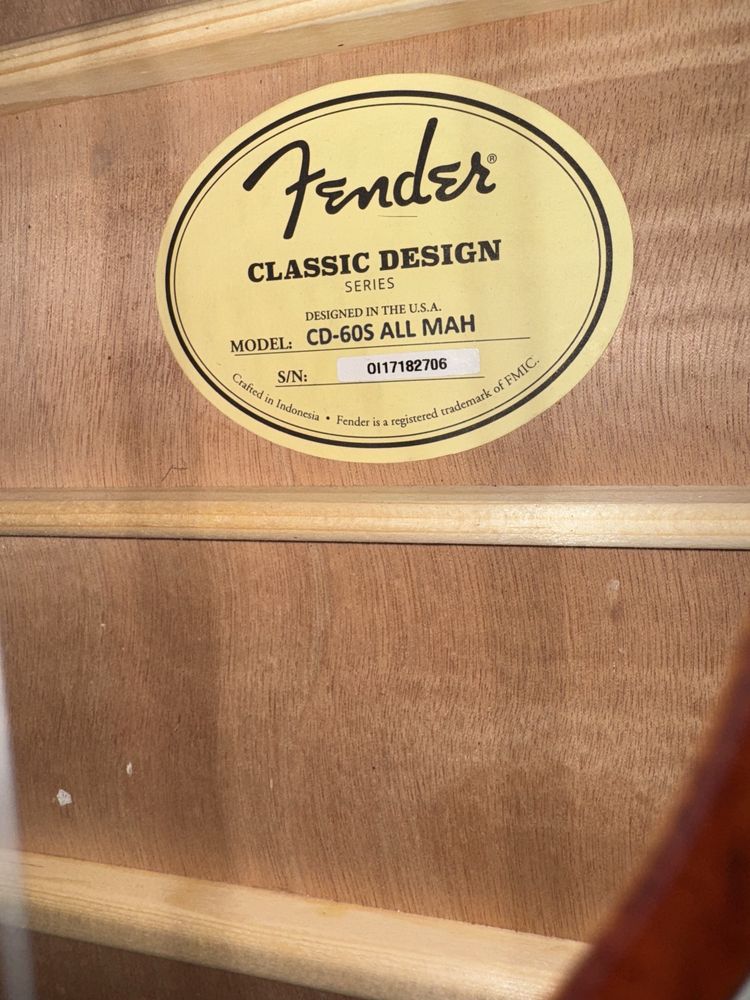 Fender®
CLASSIC DESIGN
SERIES
DESIGNED IN THE U.S.A.
MODEL: CD-60S ALL MAH
S/N: OI17182706
Crafted in Indonesia • Fender is a registered trademark of FMIC.